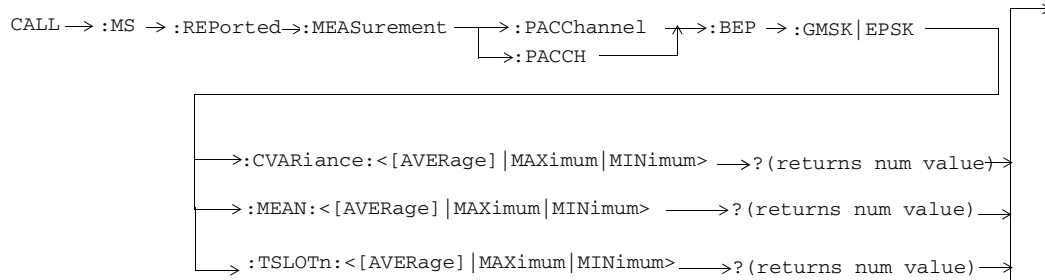 CALL :MS :REPorted :MEASurement :PACChannel :BEP :GMSK|EPSK
:PACCH
:CVARiance:<[AVERage]|MAXimum|MINimum> ?(returns num value)
:MEAN:<[AVERage]|MAXimum|MINimum> ?(returns num value)
:TSLOTn:<[AVERage]|MAXimum|MINimum> ?(returns num value)